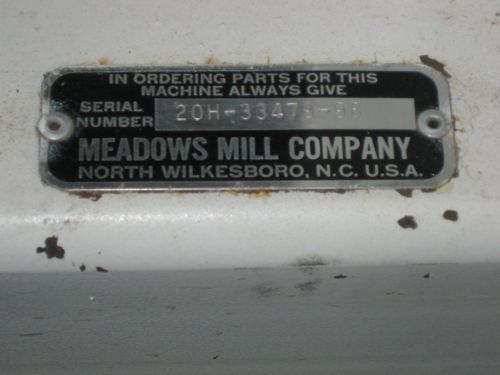 IN ORDERING PARTS FOR THIS
MACHINE ALWAYS GIVE
SERIAL
NUMBER
MEADOWS MILL COMPANY
NORTH WILKESBORO, N.C. U.S.A.